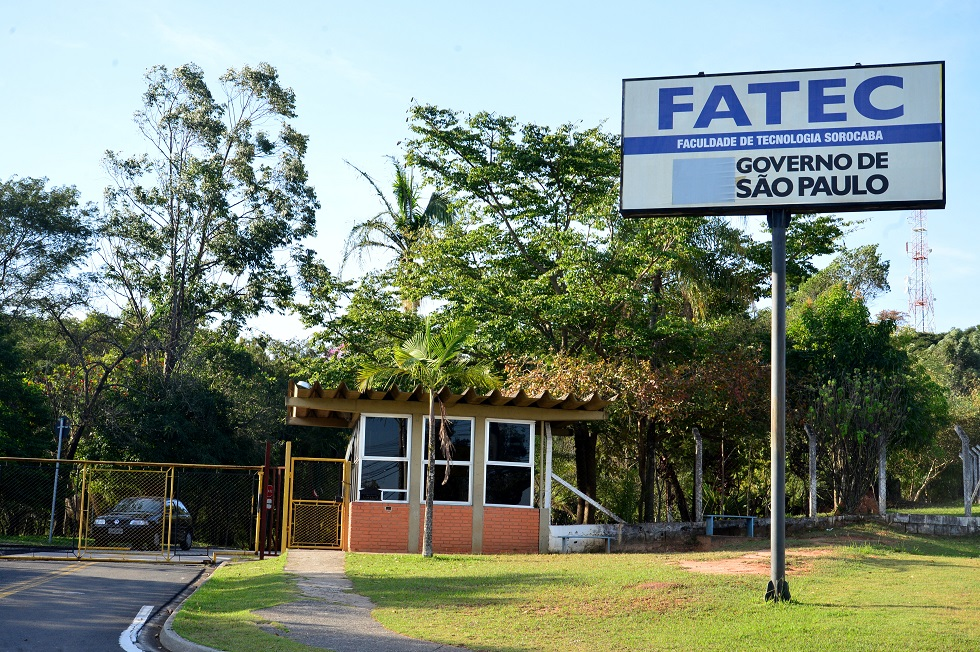 FATEC
FACULDADE DE TECNOLOGIA SOROCABA
GOVERNO DE
SÃO PAULO